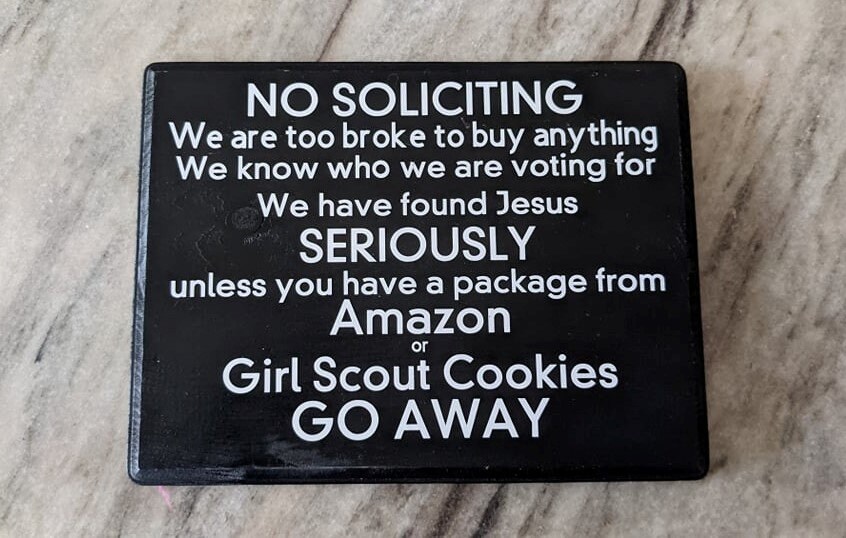 NO SOLICITING
We are too broke to buy anything
We know who we are voting for
We have found Jesus
SERIOUSLY
unless you have a package from
Amazon
or
Girl Scout Cookies
GO AWAY